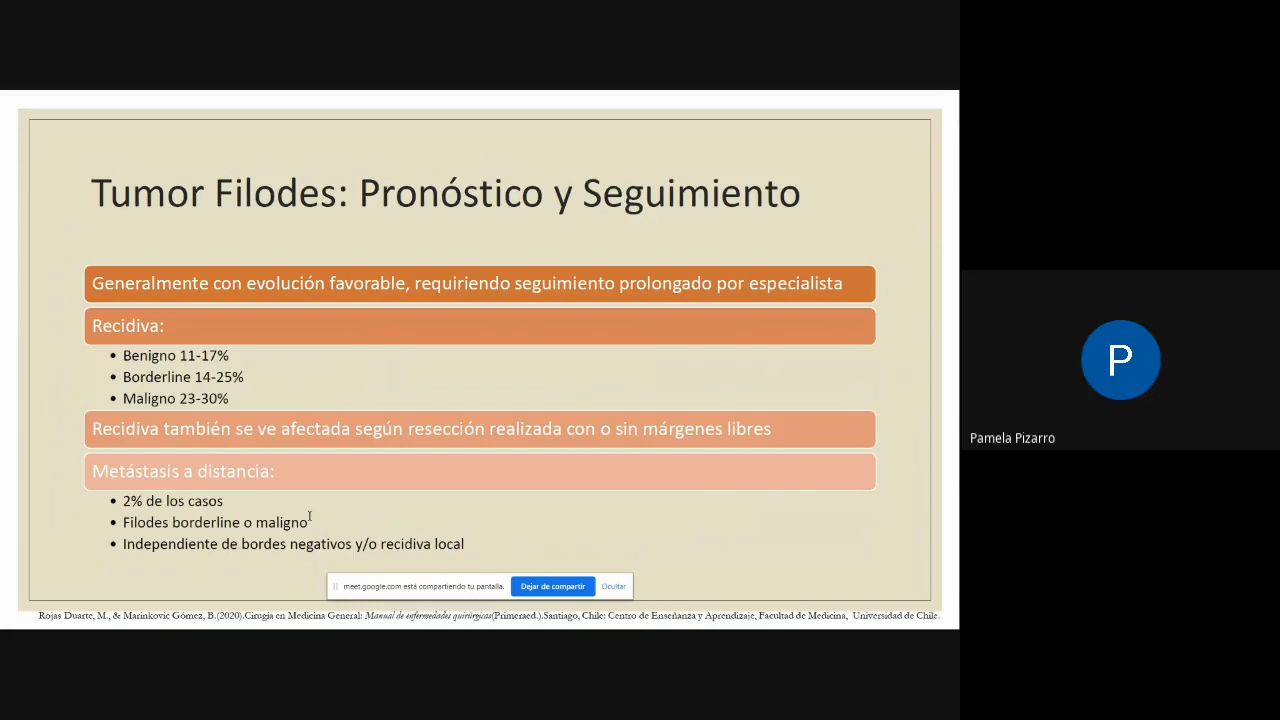 Tumor Filodes: Pronóstico y Seguimiento
Generalmente con evolución favorable, requiriendo seguimiento prolongado por especialista
Recidiva:
• Benigno 11-17%
• Borderline 14-25%
• Maligno 23-30%
Recidiva también se ve afectada según resección realizada con o sin márgenes libres
Metástasis a distancia:
• 2% de los casos
• Filodes borderline o maligno
• Independiente de bordes negativos y/o recidiva local
meet.google.com está compartiendo tu pantalla. Dejar de compartir Ocultar
Rojas Duarte, M., & Marinkovic Gómez, B.(2020).Cirugía en Medicina General: Manual de enfermedades quirúrgicas(Primeraed.).Santiago, Chile: Centro de Enseñanza y Aprendizaje, Facultad de Medicina, Universidad de Chile.
P
Pamela Pizarro